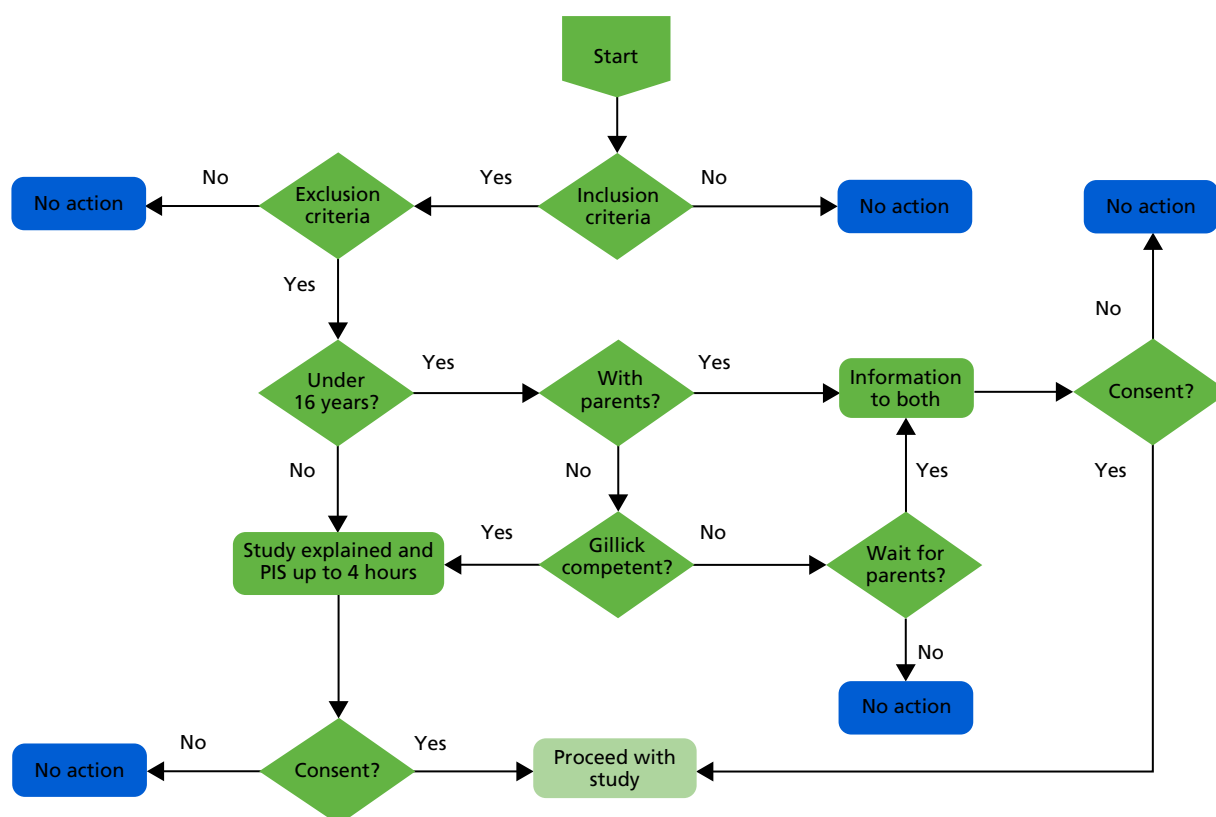 Start
No
Yes
No
No action
Exclusion
criteria
Inclusion
criteria
No action
No action
Yes
No
Under
16 years?
Yes
With
parents?
Yes
Information
to both
Consent?
No
No
Yes
Yes
Study explained and
PIS up to 4 hours
Yes
Gillick
competent?
No
Wait for
parents?
No
No action
No action
No
Consent?
Yes
Proceed with
study